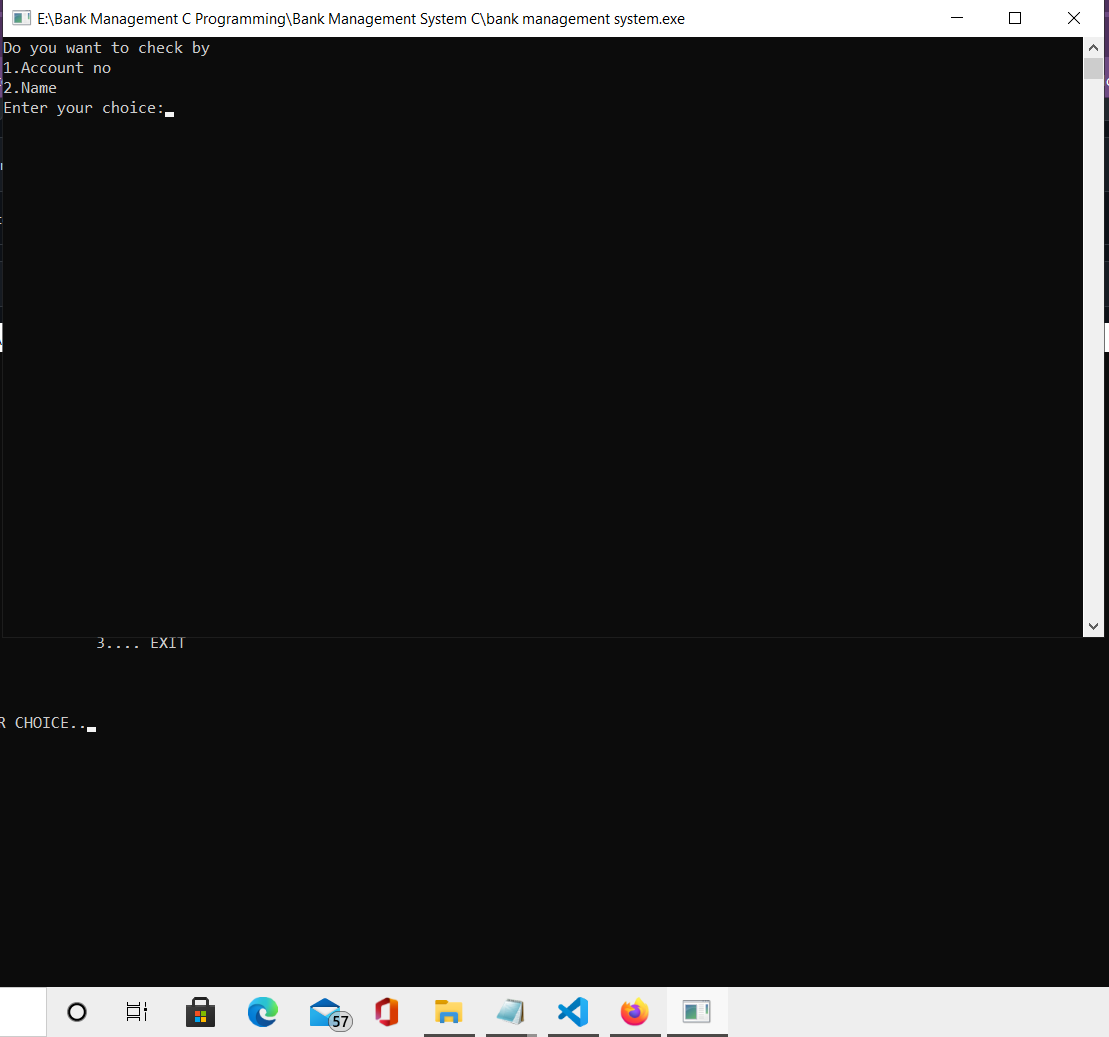 E:\Bank Management C Programming\Bank Management System C\bank management system.exe
Do you want to check by
1.Account no
2.Name
Enter your choice:
3.... EXIT
R CHOICE..
57